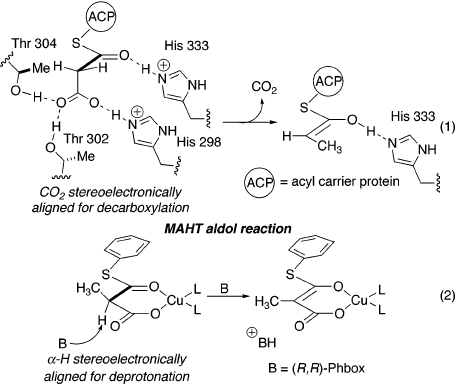 ACP
S
Thr 304
O
His 333
Me
H H
H
N
NH
O
H
O O
H
N
NH
H
O
Me
Thr 302
His 298
CO2 stereoelectronically
aligned for decarboxylation
CO2
ACP
S
O
H
H
CH3
His 333
N
NH
(1)
ACP = acyl carrier protein
MAHT aldol reaction
S
H3C
O
L
Cu
L
H
O
O
B
α-H stereoelectronically
aligned for deprotonation
B
S
H3C
O
L
Cu
L
O
O
(2)
⊕
BH
B = (R,R)-Phbox